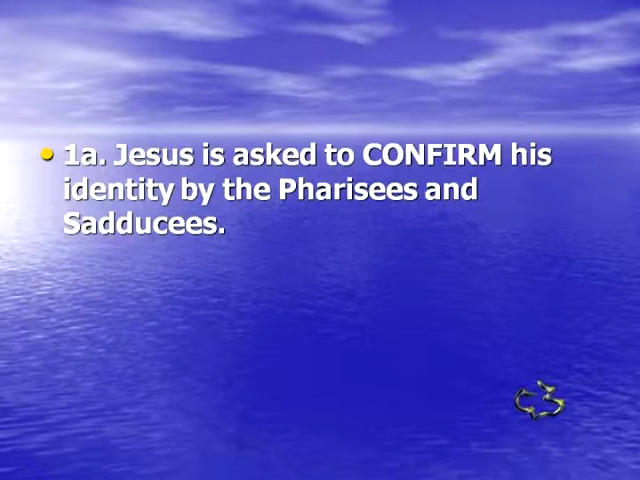 • 1a. Jesus is asked to CONFIRM his
identity by the Pharisees and
Sadducees.